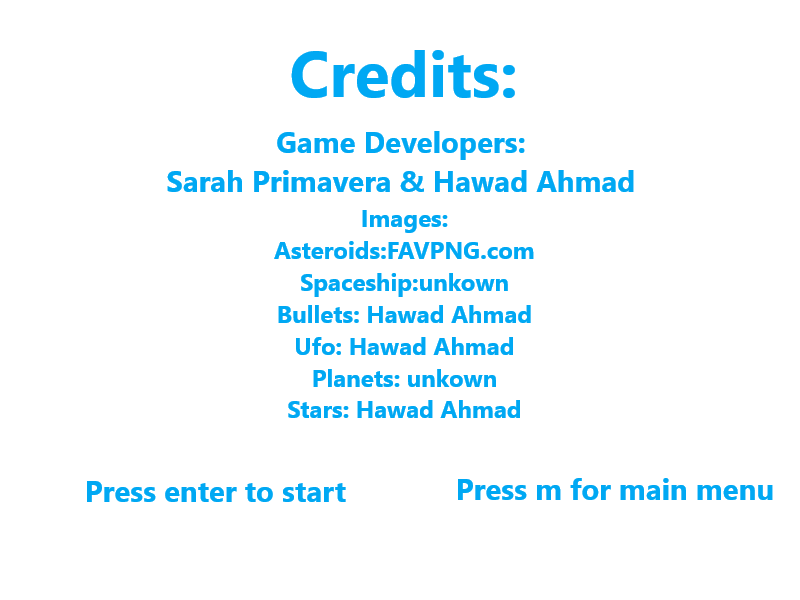 Credits:
Game Developers:
Sarah Primavera & Hawad Ahmad
Images:
Asteroids:FAVPNG.com
Spaceship:unkown
Bullets: Hawad Ahmad
Ufo: Hawad Ahmad
Planets: unkown
Stars: Hawad Ahmad
Press enter to start
Press m for main menu